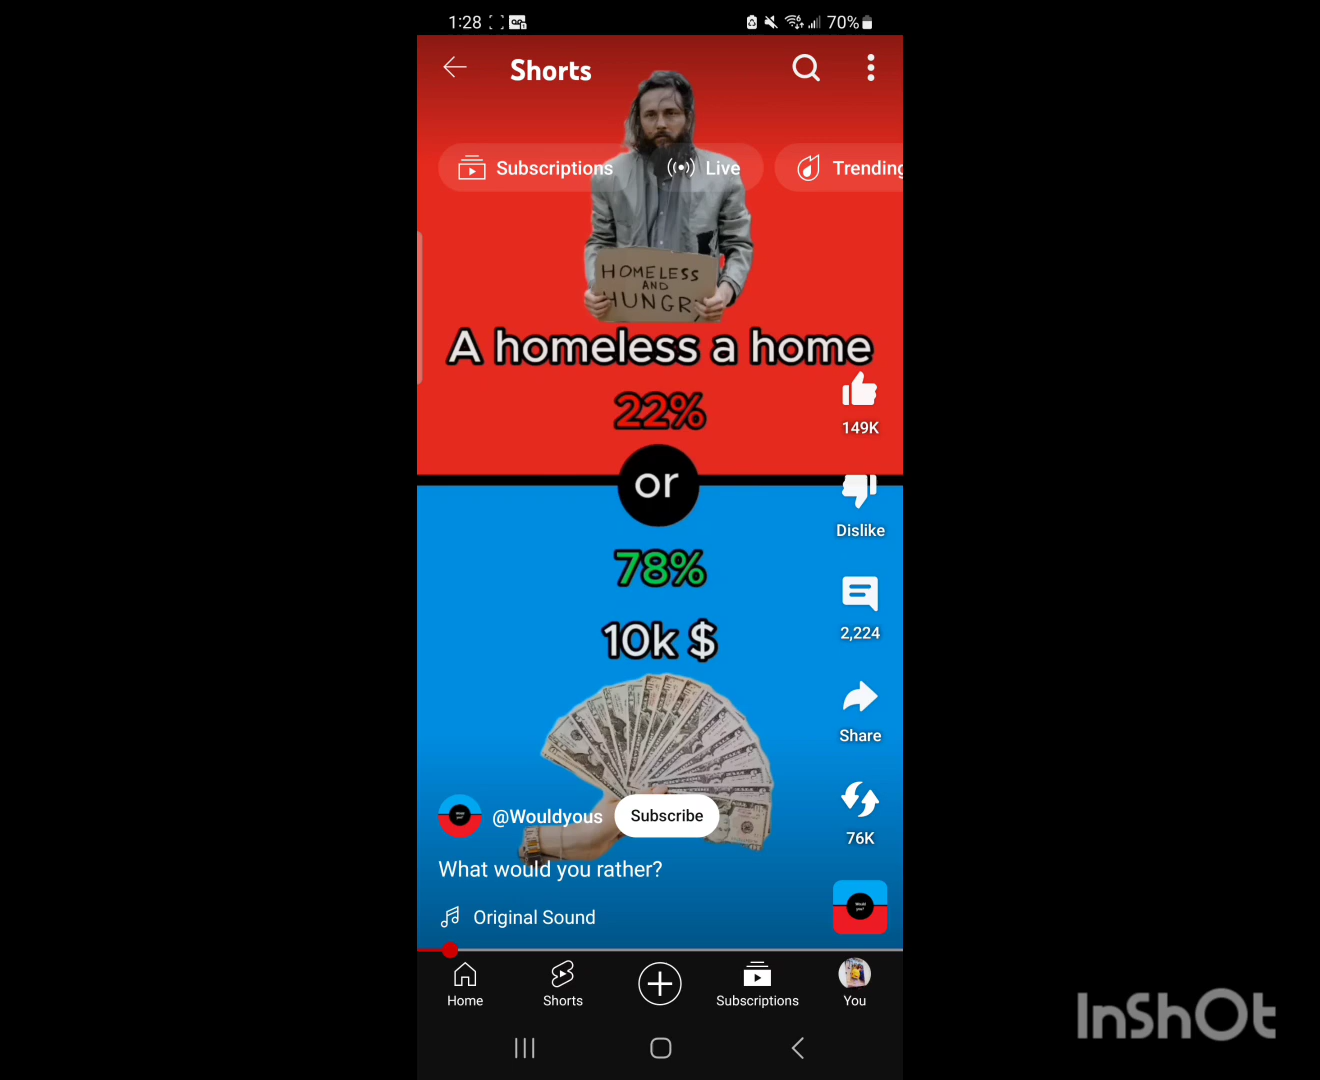 1:28
70%
Shorts
Subscriptions
Live
Trending
HOMELESS
AND
HUNGRY
A homeless a home
22%
149K
or
Dislike
78%
2,224
10k $
Share
@Wouldyous
Subscribe
76K
What would you rather?
Original Sound
Home
Shorts
Subscriptions
You
InShOt